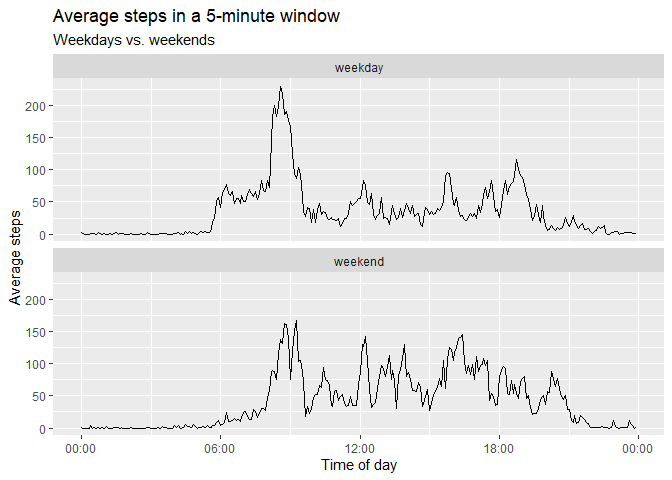 Average steps in a 5-minute window
Weekdays vs. weekends
weekday
200
150
100
50
0
Average steps
weekend
200
150
100
50
0
00:00 06:00 12:00 18:00 00:00
Time of day